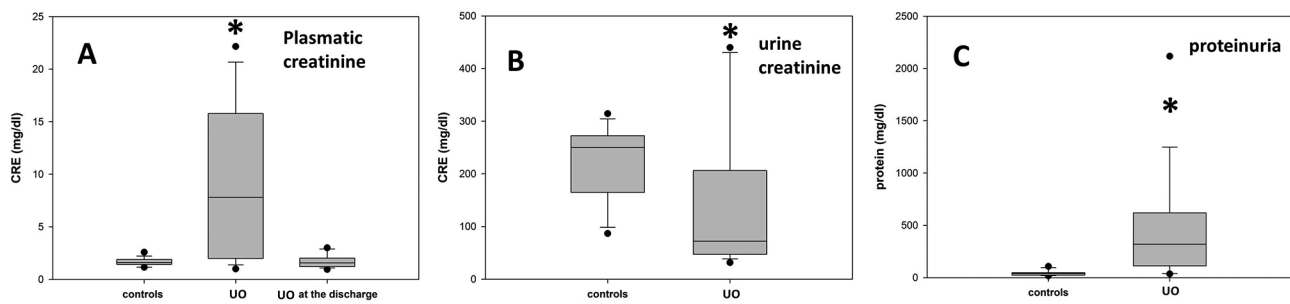 A
Plasmatic
creatinine
*
CRE (mg/dl)
25
20
15
10
5
0
controls
UO
UO at the discharge
B
urine
creatinine
*
CRE (mg/dl)
500
400
300
200
100
0
controls
UO
C
proteinuria
*
protein (mg/dl)
2500
2000
1500
1000
500
0
controls
UO